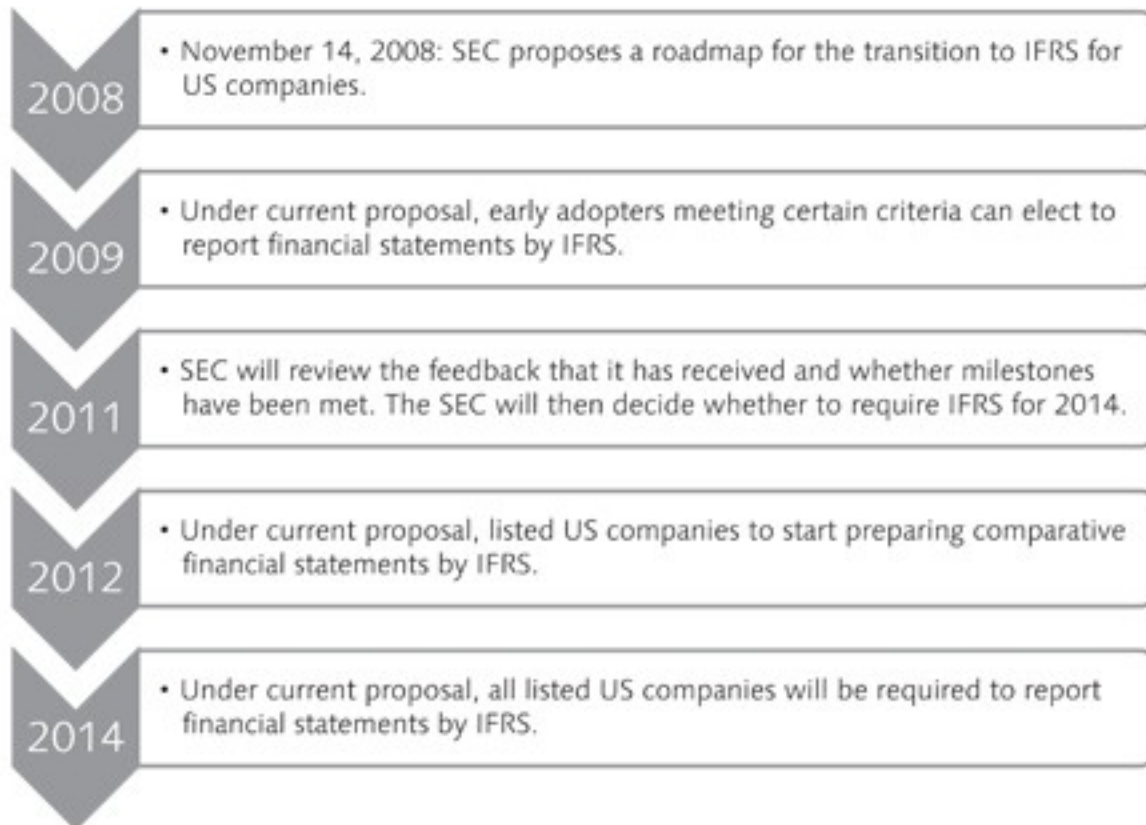 • November 14, 2008: SEC proposes a roadmap for the transition to IFRS for
US companies.
2008
• Under current proposal, early adopters meeting certain criteria can elect to
report financial statements by IFRS.
2009
• SEC will review the feedback that it has received and whether milestones
have been met. The SEC will then decide whether to require IFRS for 2014.
2011
• Under current proposal, listed US companies to start preparing comparative
financial statements by IFRS.
2012
• Under current proposal, all listed US companies will be required to report
financial statements by IFRS.
2014